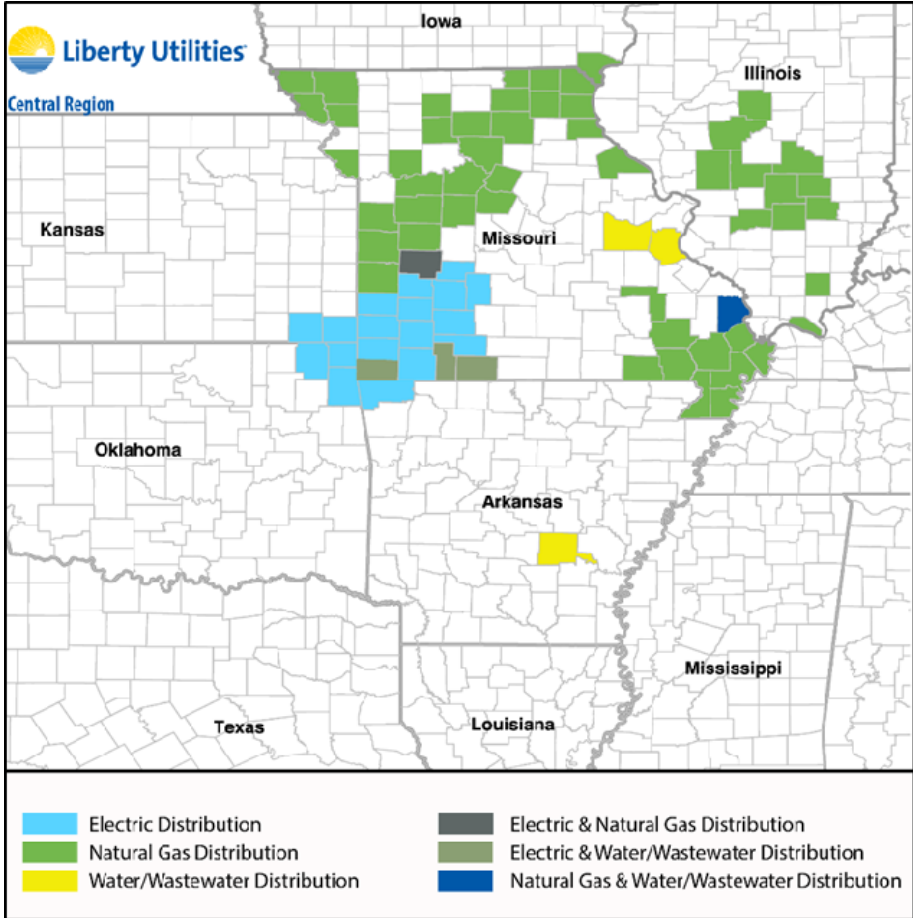 Iowa
Liberty Utilities
Illinois
Central Region
Kansas
Missouri
Oklahoma
Arkansas
Mississippi
Texas
Louisiana
Electric Distribution
Natural Gas Distribution
Water/Wastewater Distribution
Electric & Natural Gas Distribution
Electric & Water/Wastewater Distribution
Natural Gas & Water/Wastewater Distribution